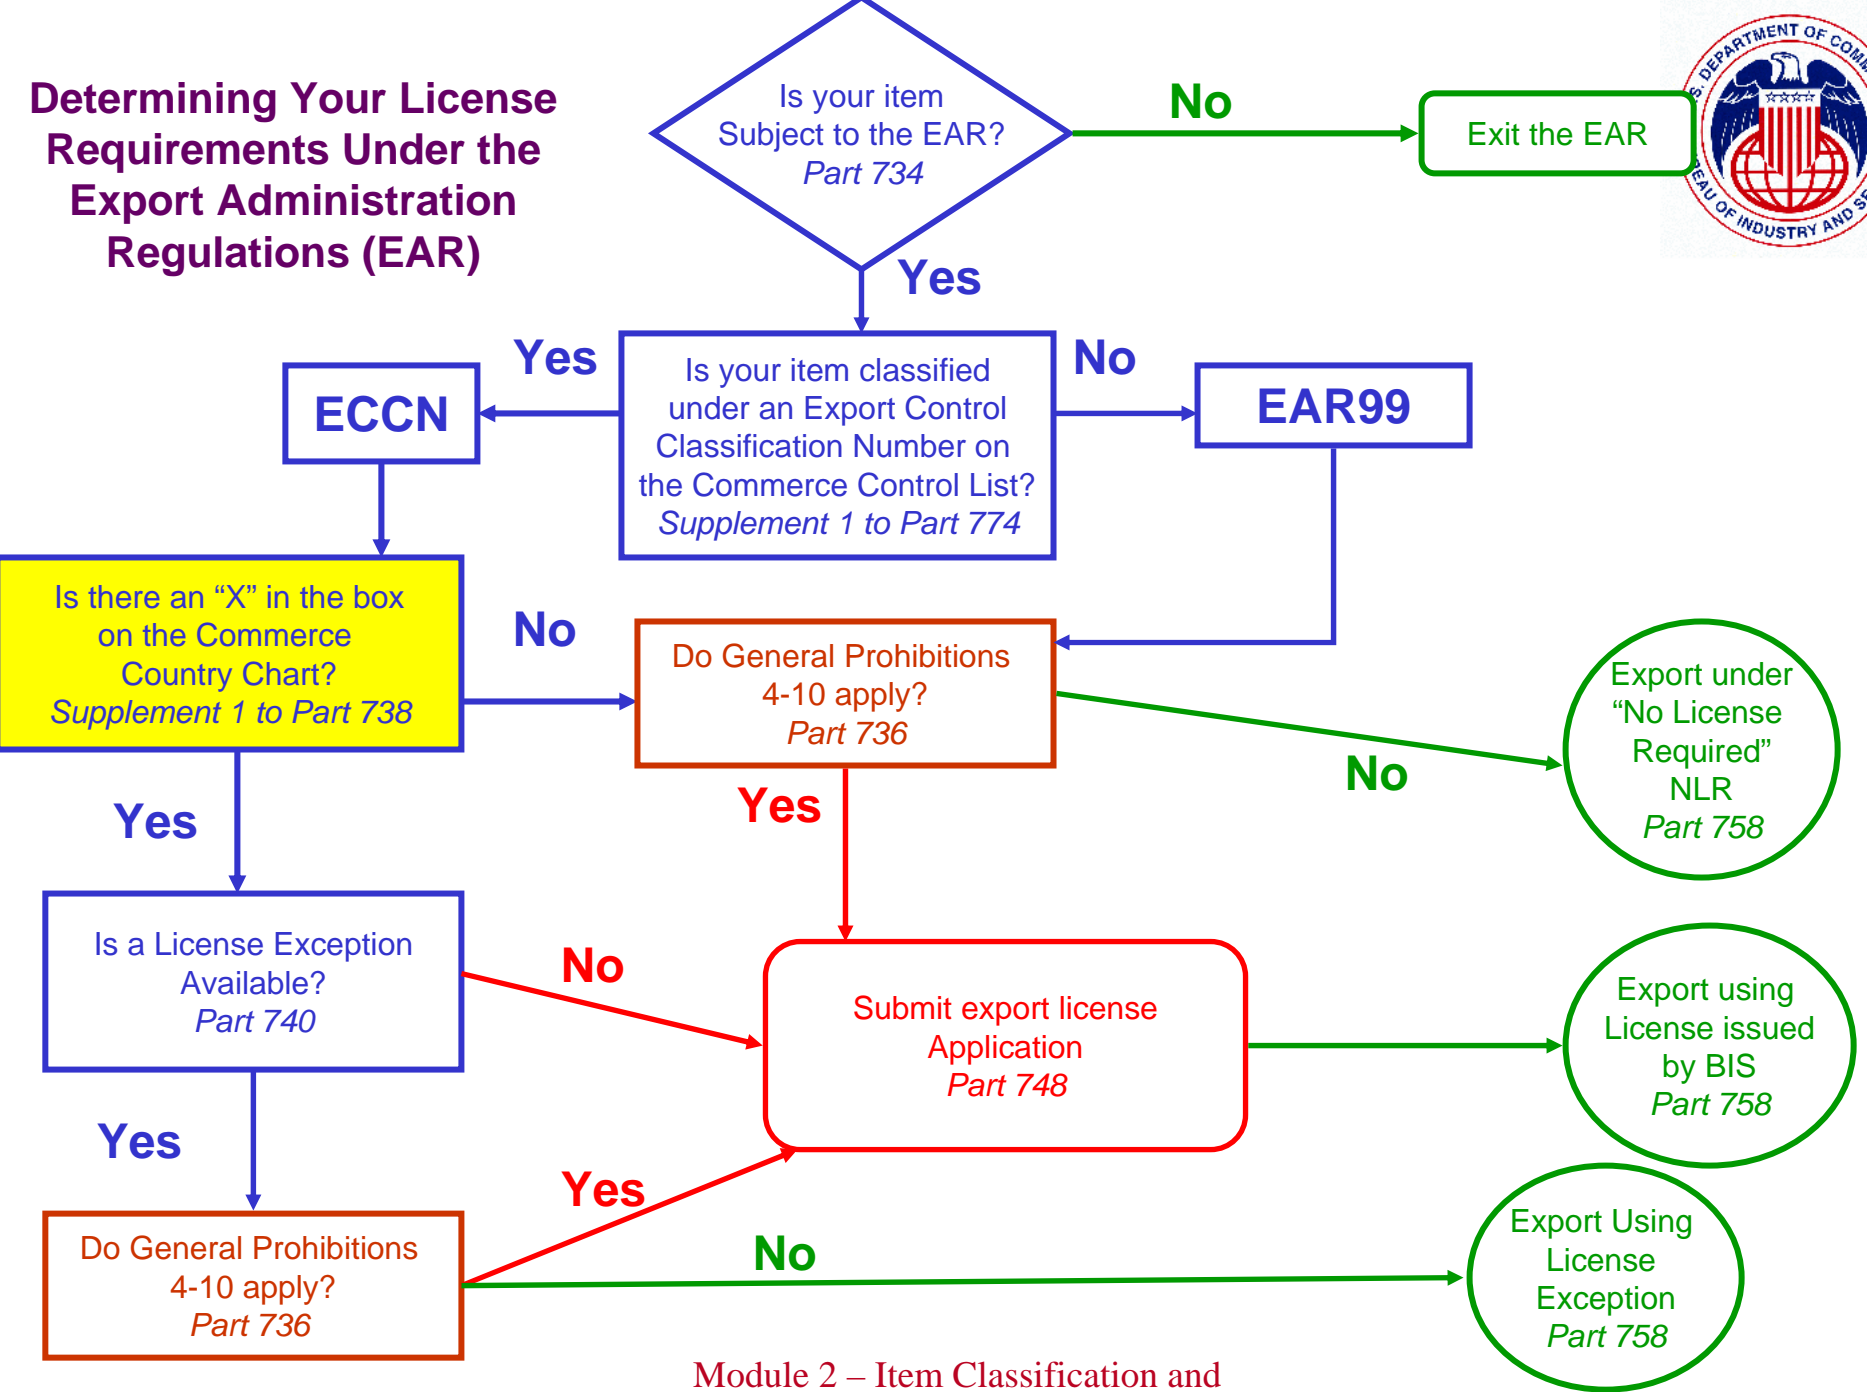 Determining Your License
Requirements Under the
Export Administration
Regulations (EAR)
Is your item
Subject to the EAR?
Part 734
No
Exit the EAR
Yes
Yes
Is your item classified
under an Export Control
Classification Number on
the Commerce Control List?
Supplement 1 to Part 774
No
ECCN
EAR99
Is there an “X” in the box
on the Commerce
Country Chart?
Supplement 1 to Part 738
No
Do General Prohibitions
4-10 apply?
Part 736
No
Export under
“No License
Required”
NLR
Part 758
Yes
Yes
Is a License Exception
Available?
Part 740
No
Submit export license
Application
Part 748
Export using
License issued
by BIS
Part 758
Yes
Yes
Do General Prohibitions
4-10 apply?
Part 736
No
Export Using
License
Exception
Part 758
Module 2 – Item Classification and
OF INDUSTRY AND